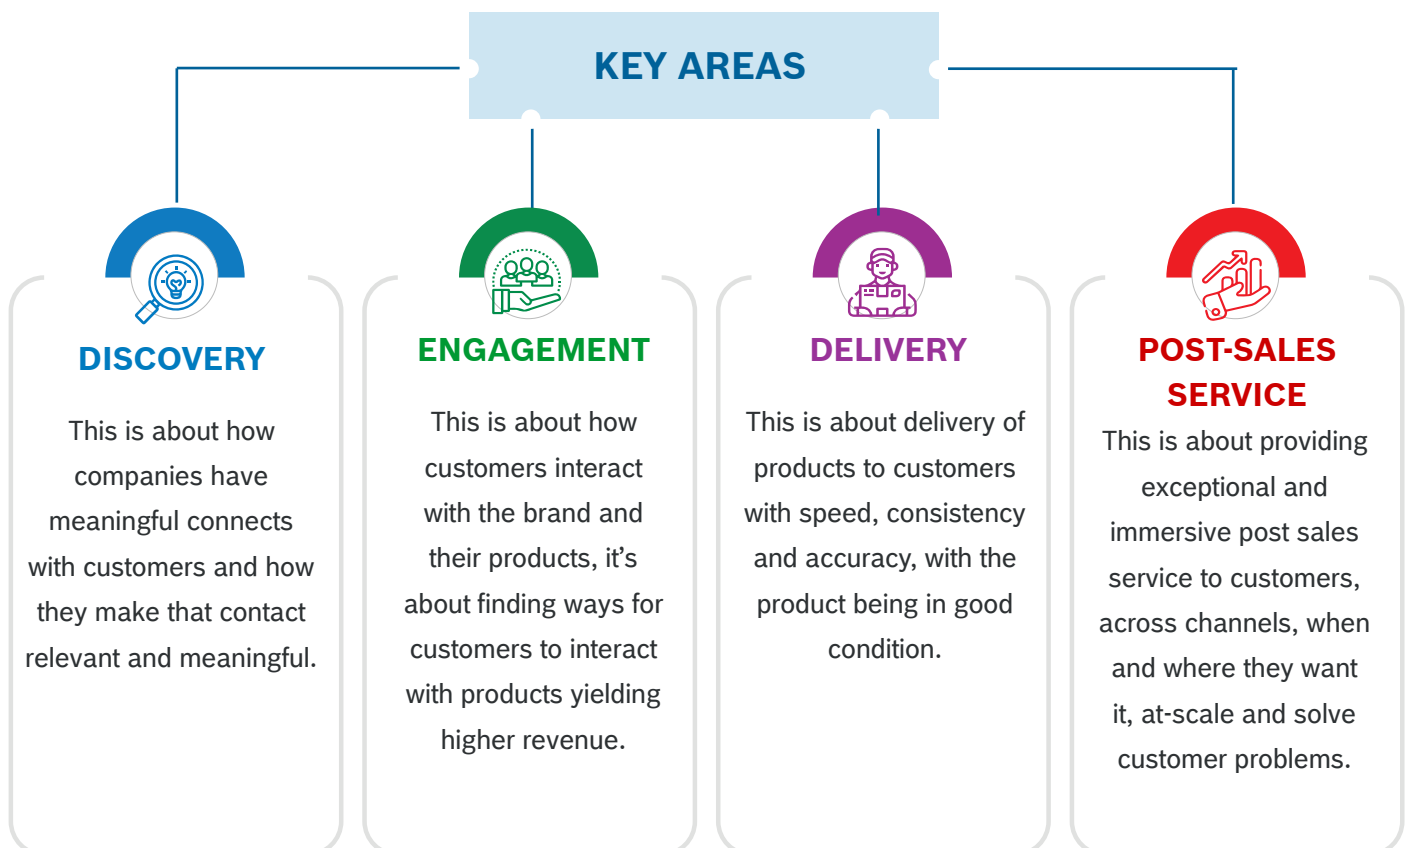 KEY AREAS
DISCOVERY
This is about how
companies have
meaningful connects
with customers and how
they make that contact
relevant and meaningful.
ENGAGEMENT
This is about how
customers interact
with the brand and
their products, it’s
about finding ways for
customers to interact
with products yielding
higher revenue.
DELIVERY
This is about delivery of
products to customers
with speed, consistency
and accuracy, with the
product being in good
condition.
POST-SALES
SERVICE
This is about providing
exceptional and
immersive post sales
service to customers,
across channels, when
and where they want
it, at-scale and solve
customer problems.